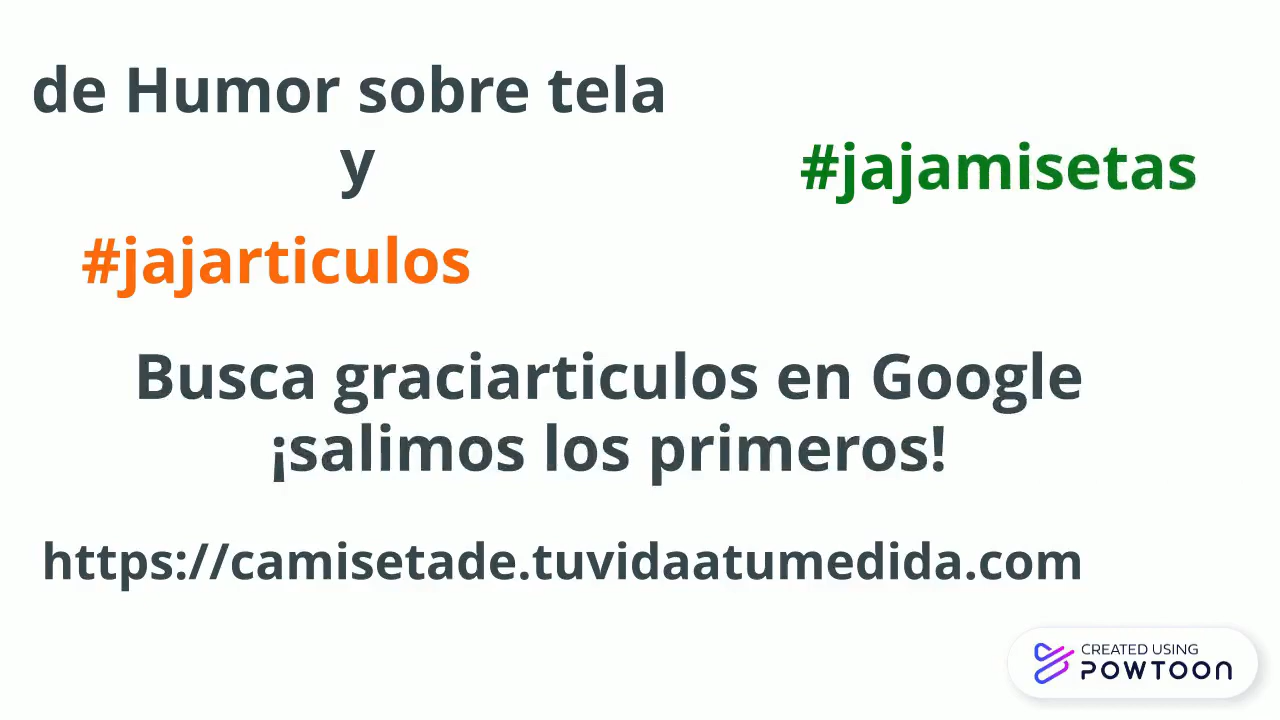 de Humor sobre tela
y
#jajamisetas
#jajarticulos
Busca graciarticulos en Google
¡salimos los primeros!
https://camisetade.tuvidaatumedida.com
CREATED USING
POWTOON